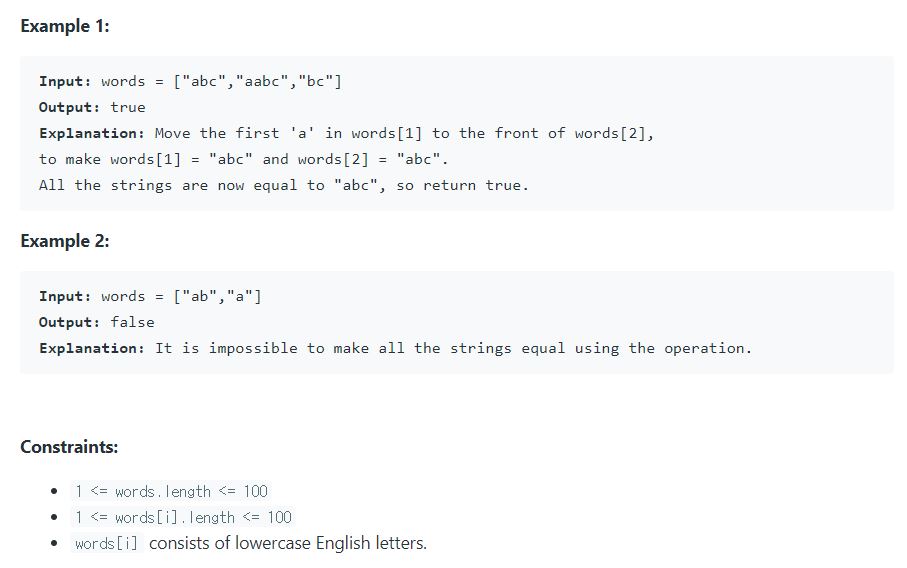 Example 1:
Input: words = ["abc","aabc","bc"]
Output: true
Explanation: Move the first 'a' in words[1] to the front of words[2],
to make words[1] = "abc" and words[2] = "abc".
All the strings are now equal to "abc", so return true.
Example 2:
Input: words = ["ab","a"]
Output: false
Explanation: It is impossible to make all the strings equal using the operation.
Constraints:
• 1 <= words.length <= 100
• 1 <= words[i].length <= 100
• words[i] consists of lowercase English letters.